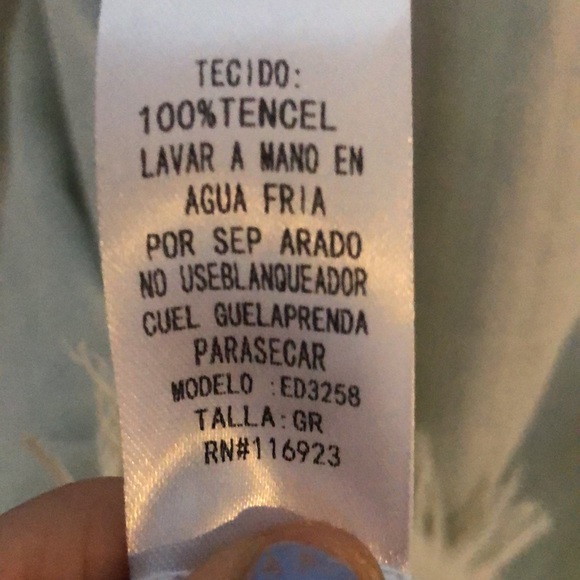 TECIDO:
100%TENCEL
LAVAR A MANO EN
AGUA FRIA
POR SEP ARADO
NO USEBLANQUEADOR
CUEL GUELAPRENDA
PARASECAR
MODELO :ED3258
TALLA:GR
RN#116923